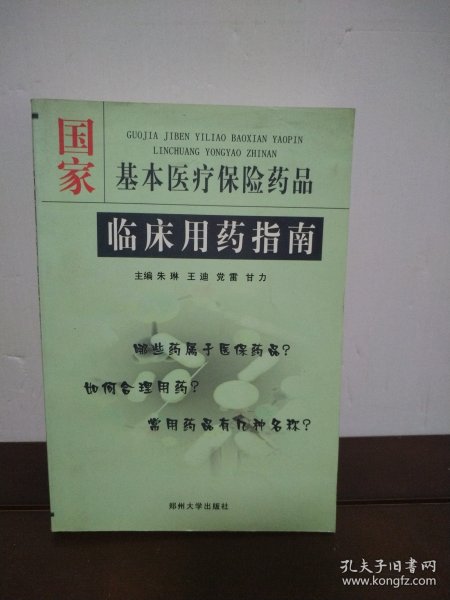 国家
GUOJIA JIBEN YILIAO BAOXIAN YAOPIN
LINCHUANG YONGYAO ZHINAN
基本医疗保险药品
临床用药指南
主编 朱琳 王迪 党雷 甘力
哪些药属于医保药品?
如何合理用药?
常用药品有几种名称?
郑州大学出版社
孔夫子旧书网
www.kongfz.com